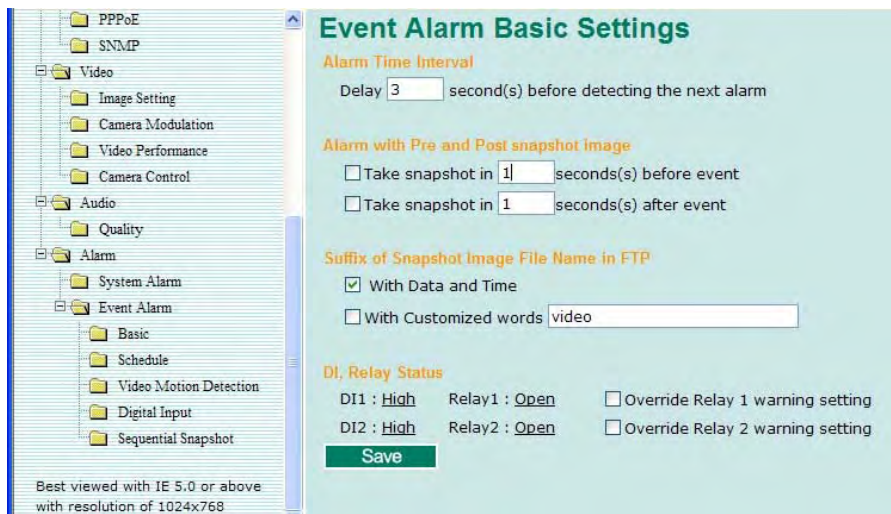 PPPoE
SNMP
Video
Image Setting
Camera Modulation
Video Performance
Camera Control
Audio
Quality
Alarm
System Alarm
Event Alarm
Basic
Schedule
Video Motion Detection
Digital Input
Sequential Snapshot
Best viewed with IE 5.0 or above
with resolution of 1024x768
Event Alarm Basic Settings
Alarm Time Interval
Delay 3 second(s) before detecting the next alarm
Alarm with Pre and Post snapshot image
Take snapshot in 1 seconds(s) before event
Take snapshot in 1 seconds(s) after event
Suffix of Snapshot Image File Name in FTP
With Data and Time
With Customized words video
DI, Relay Status
DI1 : High Relay1 : Open Override Relay 1 warning setting
DI2 : High Relay2 : Open Override Relay 2 warning setting
Save